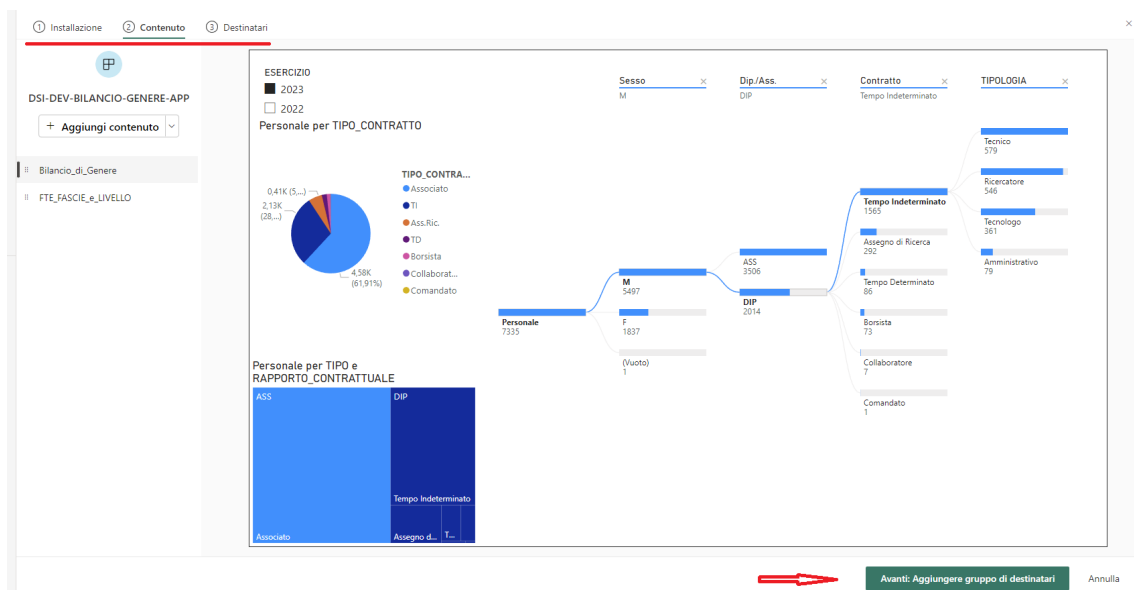 1 Installazione
2 Contenuto
3 Destinatari
DSI-DEV-BILANCIO-GENERE-APP
+ Aggiungi contenuto
Bilancio_di_Genere
FTE_FASCIE_e_LIVELLO
ESERCIZIO
2023
2022
Personale per TIPO_CONTRATTO
0,41K (5,...)
2,13K
(28,...)
4,58K
(61,91%)
TIPO_CONTRA...
Associato
TI
Ass.Ric.
TD
Borsista
Collaborat...
Comandato
Personale per TIPO e
RAPPORTO_CONTRATTUALE
ASS
Associato
DIP
Tempo Indeterminato
Assegno d...
T...
Sesso
M
Dip./Ass.
DIP
Contratto
Tempo Indeterminato
TIPOLOGIA
Personale
7335
M
5497
F
1837
(Vuoto)
1
ASS
3506
DIP
2014
Tempo Indeterminato
1565
Assegno di Ricerca
292
Tempo Determinato
86
Borsista
73
Collaboratore
7
Comandato
1
Tecnico
579
Ricercatore
546
Tecnologo
361
Amministrativo
79
Avanti: Aggiungere gruppo di destinatari
Annulla